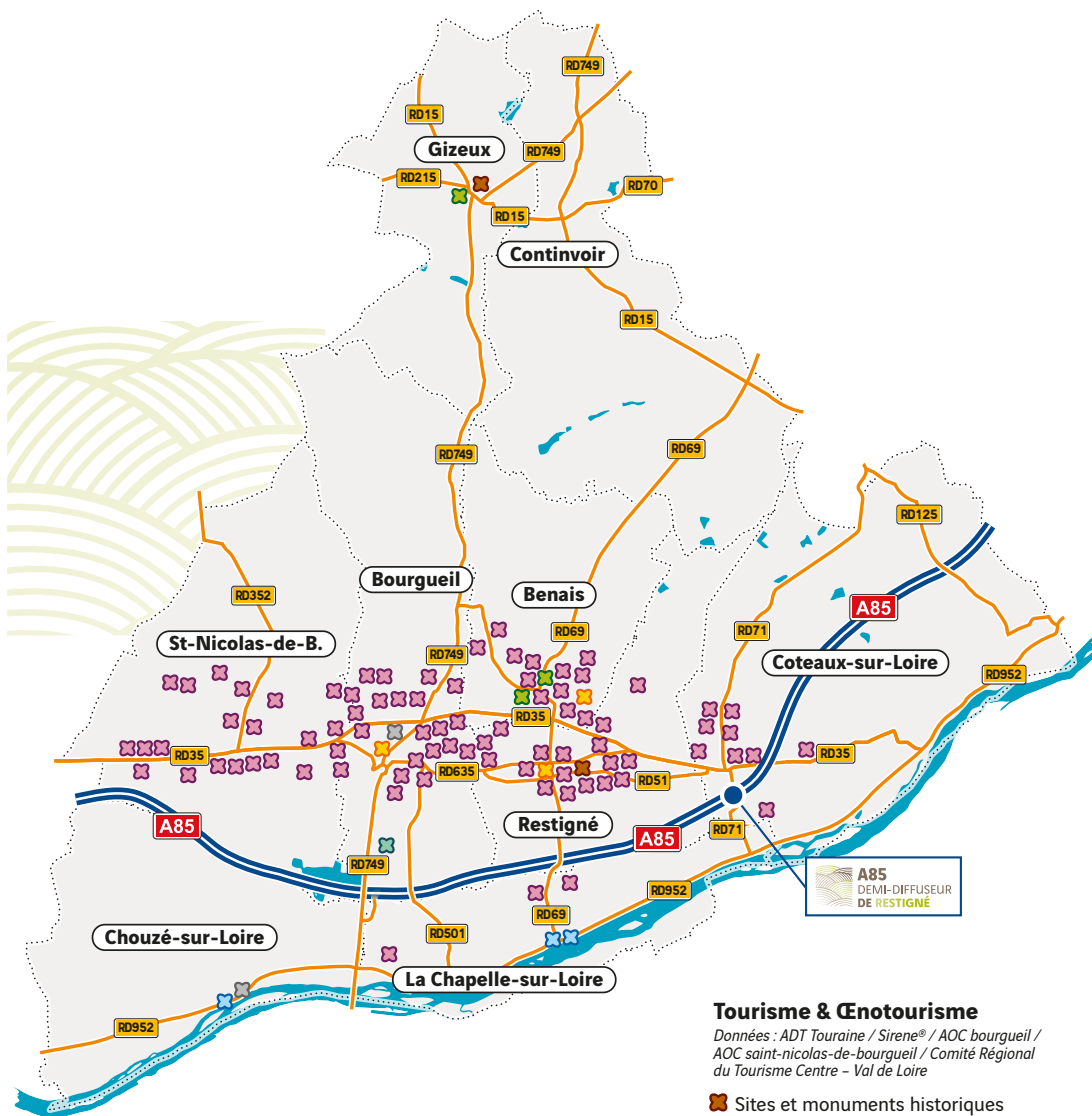 RD749
RD15
Gizeux
RD749
RD215
RD70
RD15
Continvoir
RD15
RD749
RD69
RD125
Bourgueil
Benais
RD352
A85
RD69
RD71
St-Nicolas-de-B.
RD749
Coteaux-sur-Loire
RD952
RD35
RD35
RD35
RD635
RD51
A85
Restigné
A85
RD71
RD749
RD952
A85
DEMI-DIFFUSEUR
DE RESTIGNÉ
RD69
Chouzé-sur-Loire
RD501
La Chapelle-sur-Loire
RD952
Tourisme & Œnotourisme
Données : ADT Touraine / Sirene® / AOC bourgueil /
AOC saint-nicolas-de-bourgueil / Comité Régional
du Tourisme Centre – Val de Loire
Sites et monuments historiques